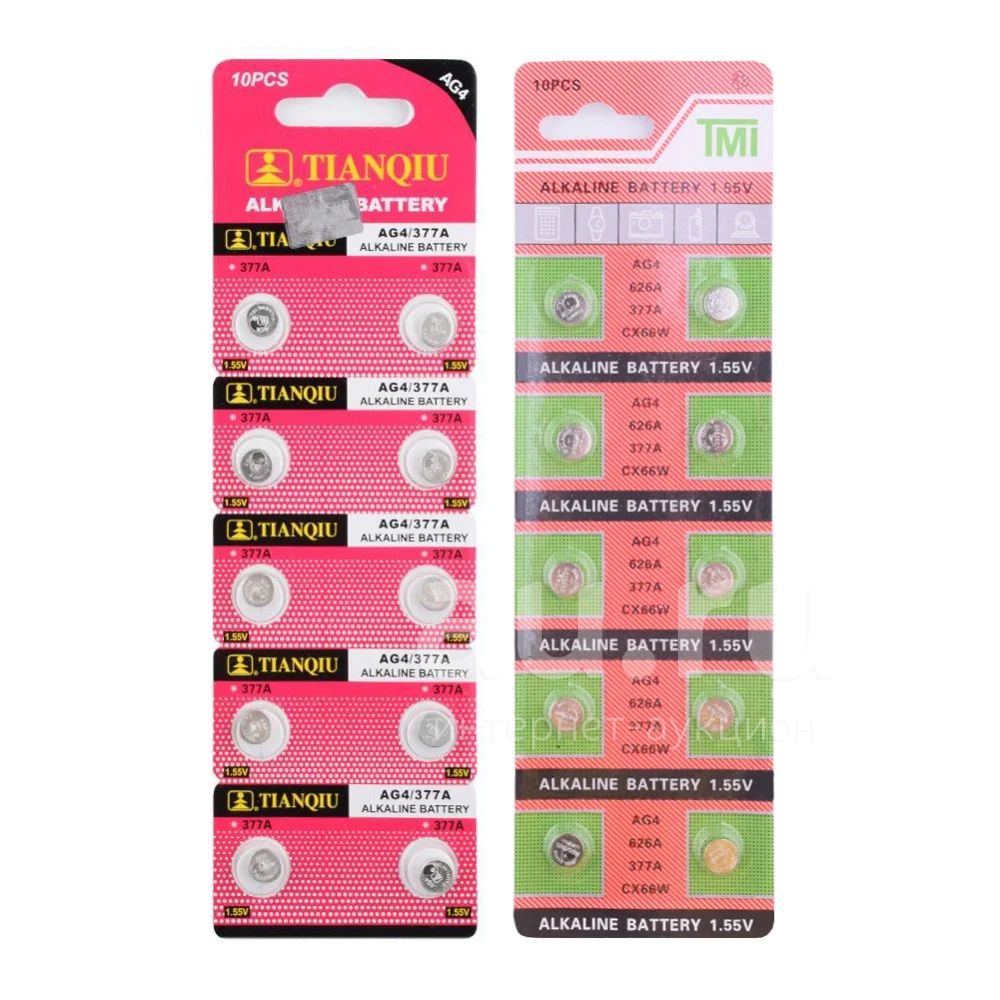 10PCS
AG4
TIANQIU
BATTERY
TIANQIU
AG4/377A
ALKALINE BATTERY
377A
377A
1.55V
1.55V
TIANQIU
AG4/377A
ALKALINE BATTERY
377A
377A
1.55V
1.55V
TIANQIU
AG4/377A
ALKALINE BATTERY
377A
377A
1.55V
1.55V
TIANQIU
AG4/377A
ALKALINE BATTERY
377A
377A
1.55V
1.55V
TIANQIU
AG4/377A
ALKALINE BATTERY
377A
377A
1.55V
1.55V
10PCS
TMI
ALKALINE BATTERY 1.55V
AG4
626A
377A
CX66W
ALKALINE BATTERY 1.55V
AG4
626A
377A
CX66W
ALKALINE BATTERY 1.55V
AG4
626A
377A
CX66W
ALKALINE BATTERY 1.55V
AG4
626A
377A
CX66W
ALKALINE BATTERY 1.55V
AG4
626A
377A
CX66W
ALKALINE BATTERY 1.55V
.ru
интернет аукцион